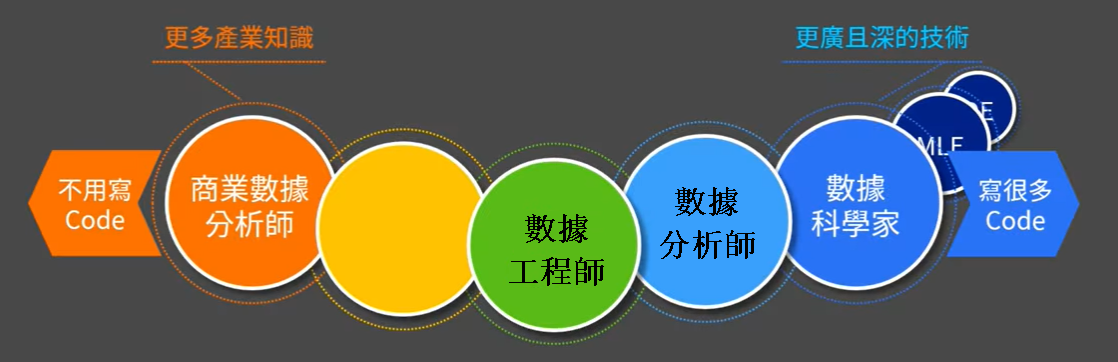 更多產業知識
更廣且深的技術
不用寫
Code
商業數據
分析師
數據
工程師
數據
分析師
數據
科學家
MLE
寫很多
Code